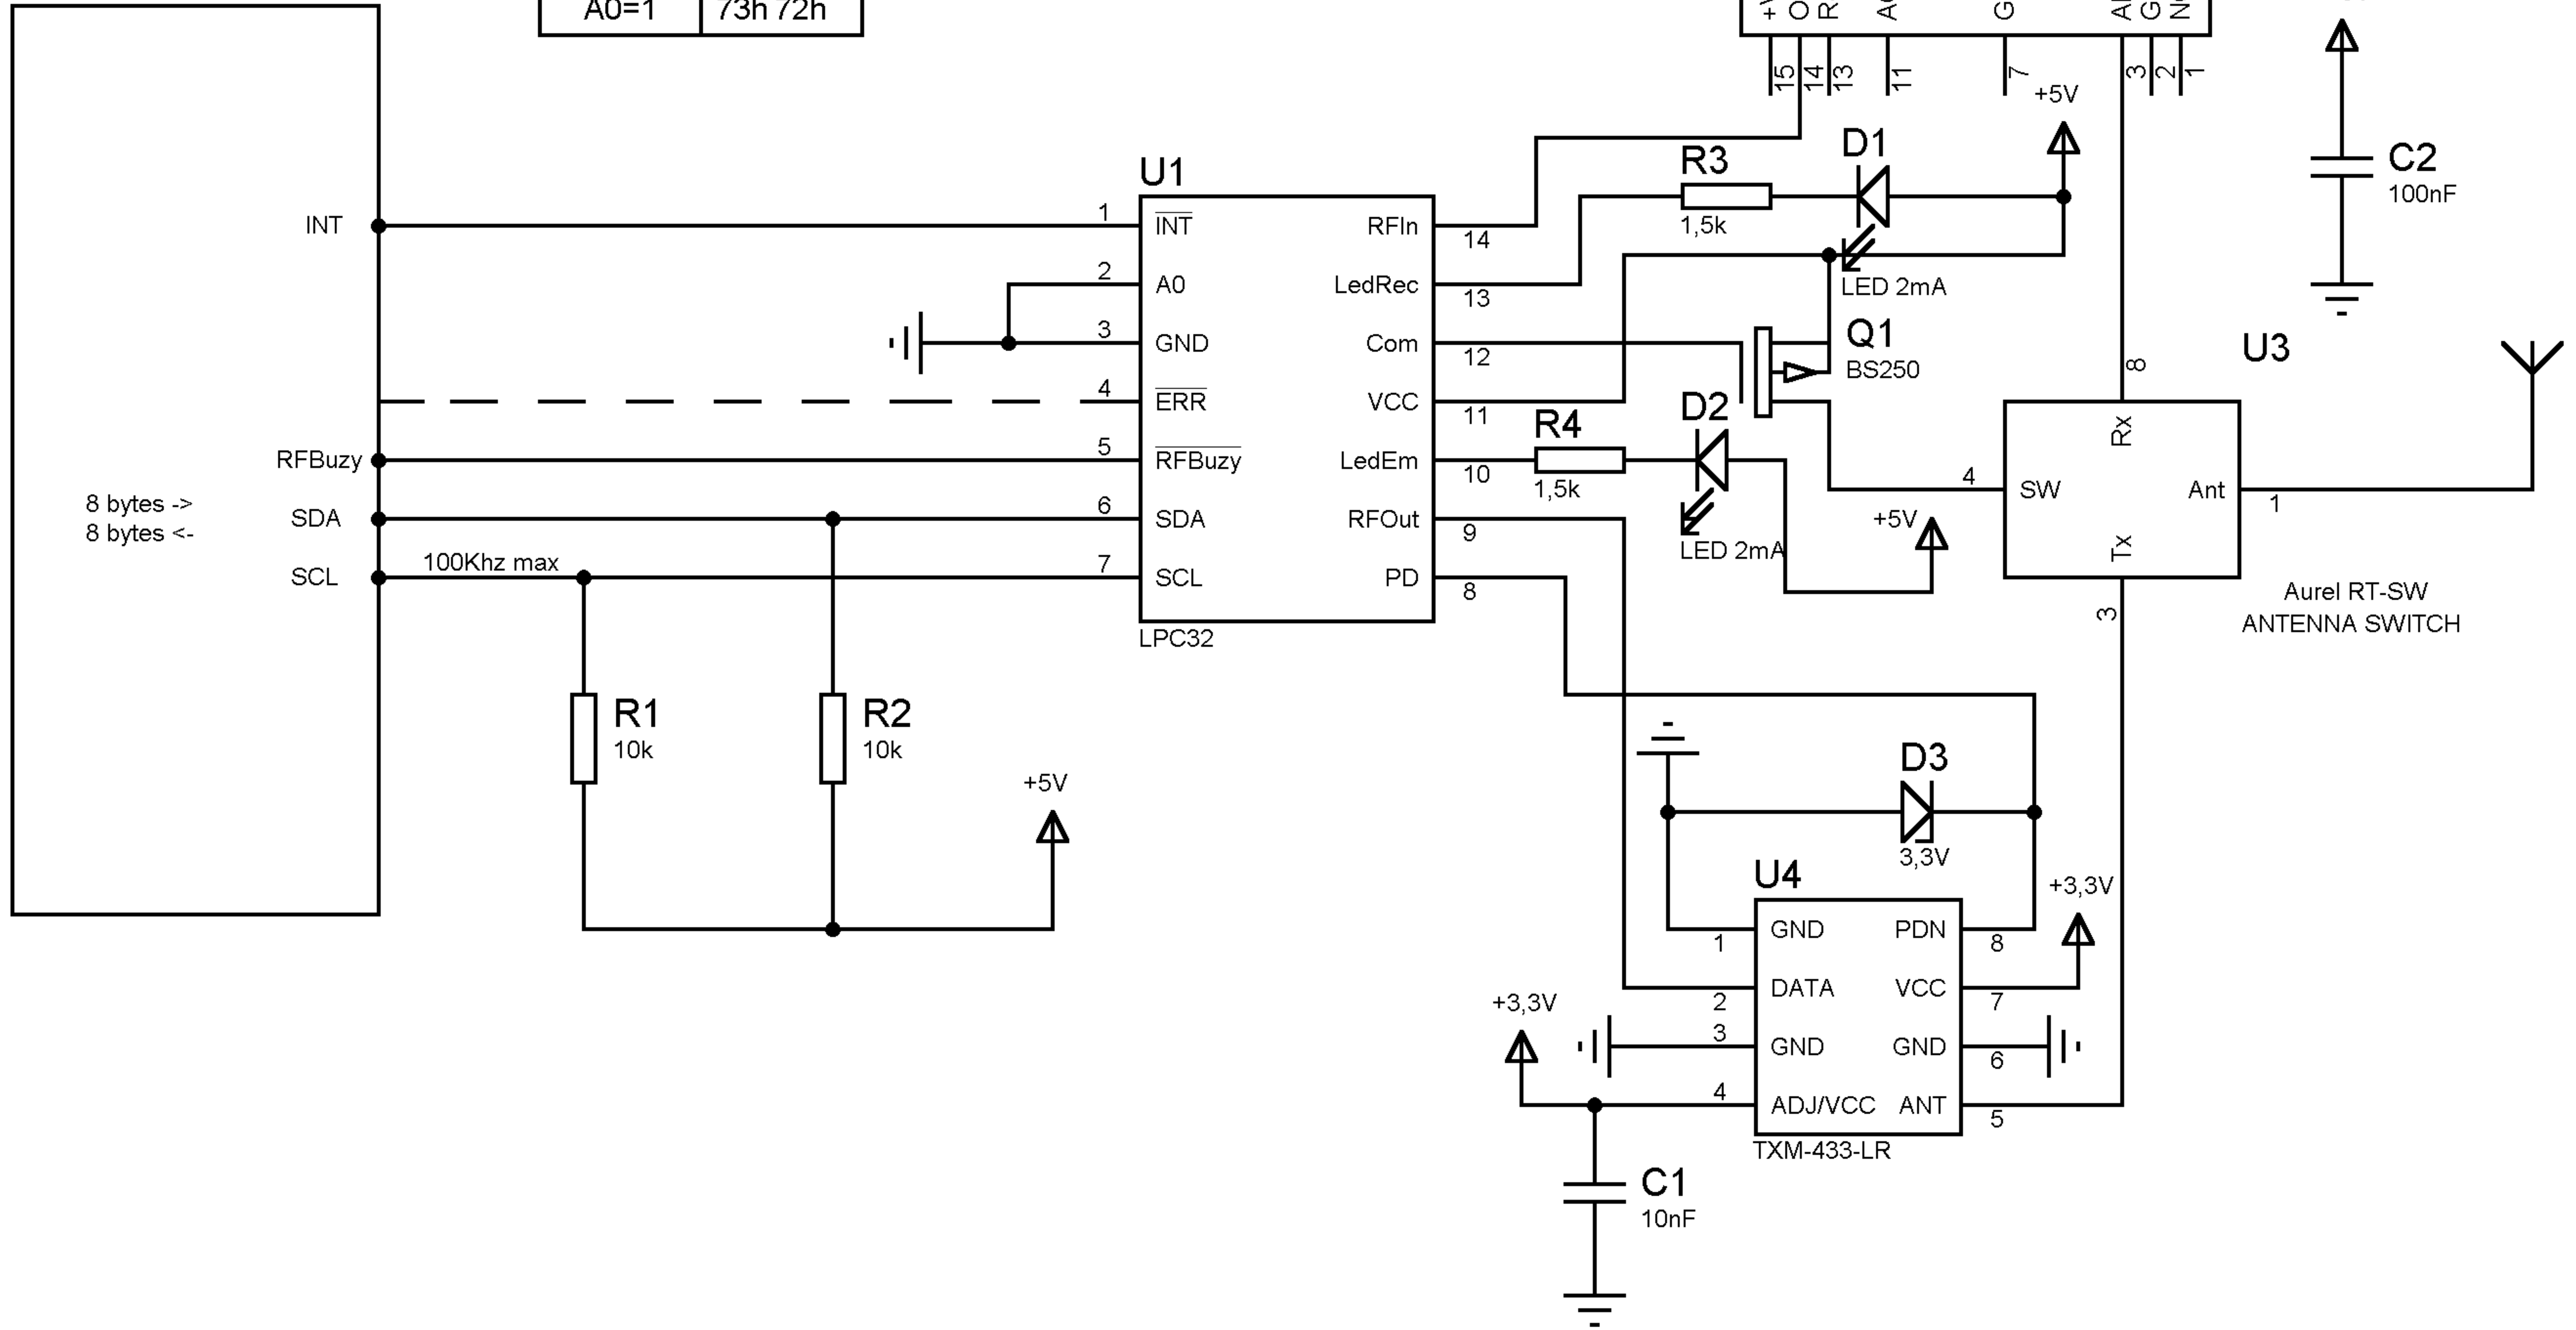 A0=1 73h 72h
15
14
13
11
7
3
2
1
+5V
C2
100nF
U1
R3
1,5k
D1
LED 2mA
INT
1
INT
RFIn
14
2
A0
LedRec
13
3
GND
Com
12
Q1
BS250
4
ERR
VCC
11
RFBuzy
5
RFBuzy
LedEm
10
R4
1,5k
D2
LED 2mA
8 bytes ->
8 bytes <-
SDA
6
SDA
RFOut
9
SCL
100Khz max
7
SCL
PD
8
LPC32
+5V
U3
8
Rx
4
SW
Ant
1
Tx
3
Aurel RT-SW
ANTENNA SWITCH
R1
10k
R2
10k
+5V
D3
3,3V
U4
+3,3V
1
GND
PDN
8
2
DATA
VCC
7
+3,3V
3
GND
GND
6
4
ADJ/VCC
ANT
5
TXM-433-LR
C1
10nF